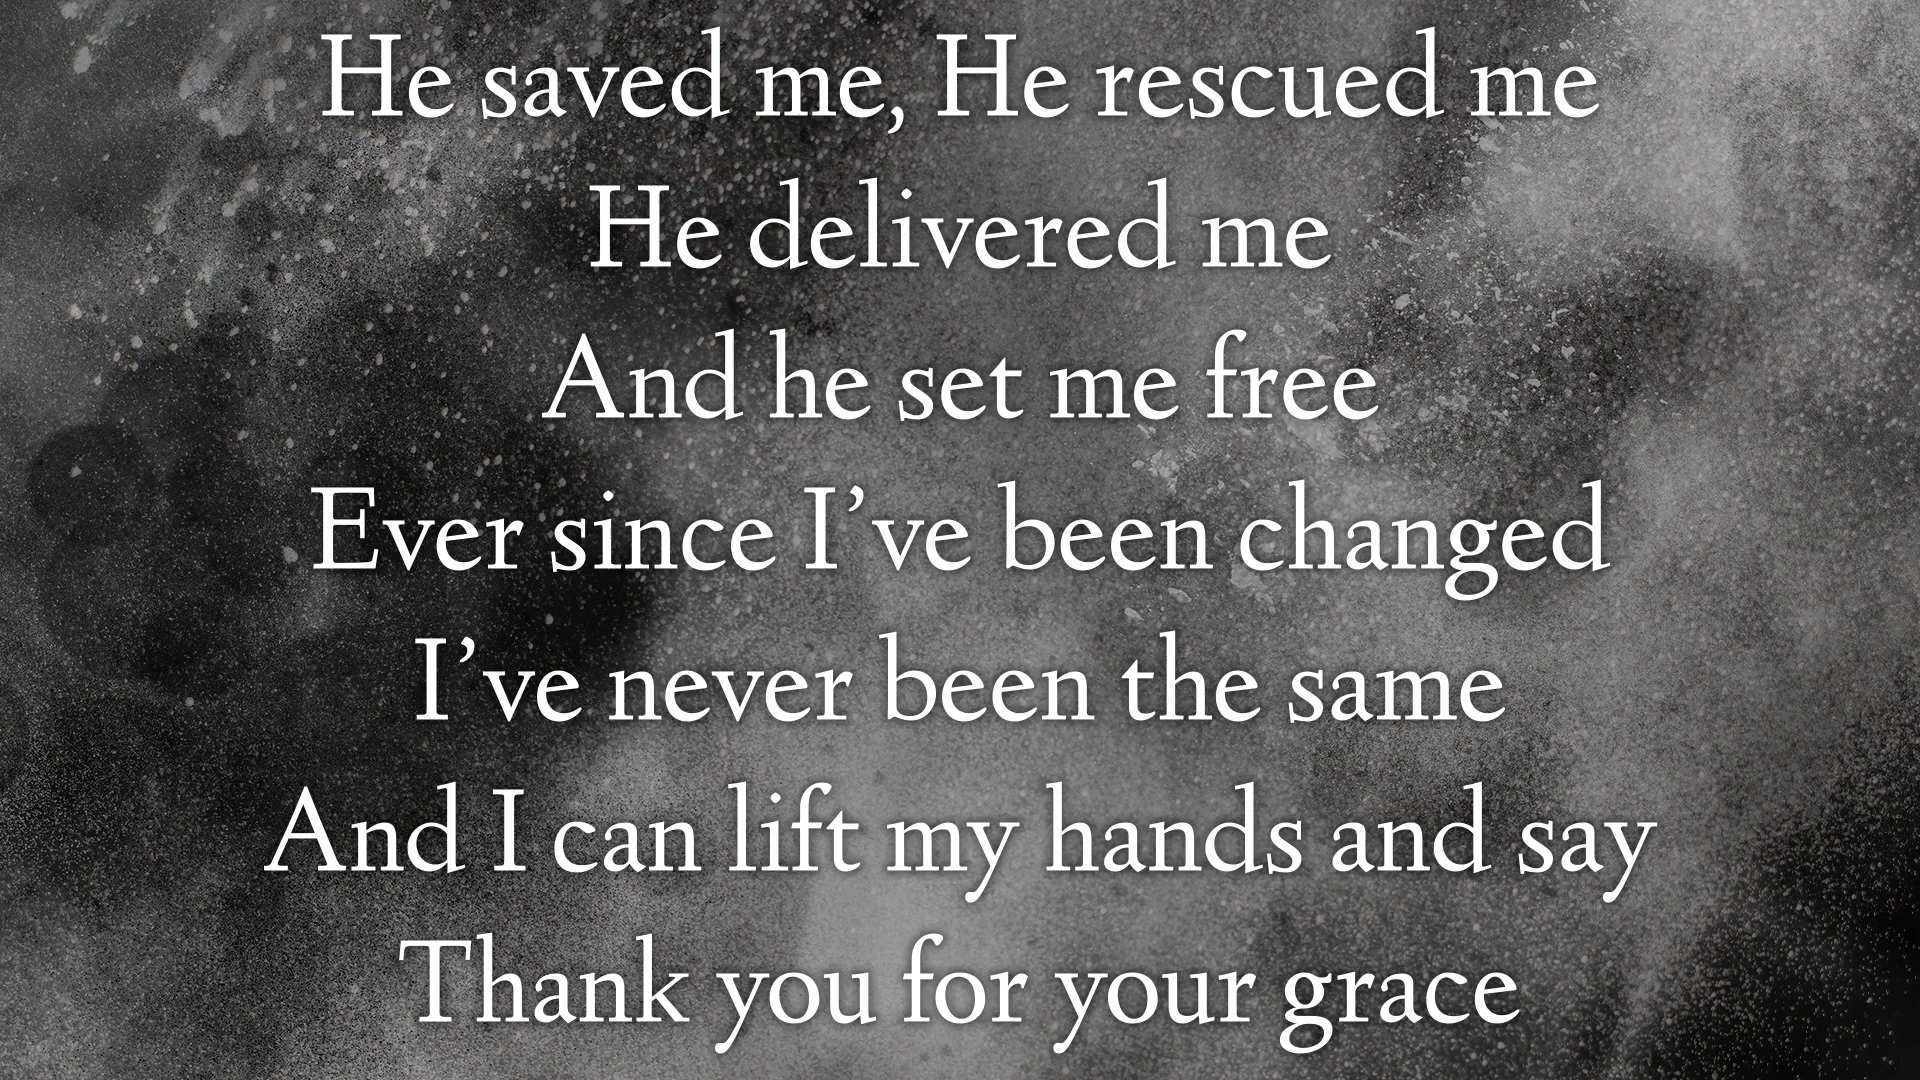 He saved me, He rescued me
He delivered me
And he set me free
Ever since I’ve been changed
I’ve never been the same
And I can lift my hands and say
Thank you for your grace